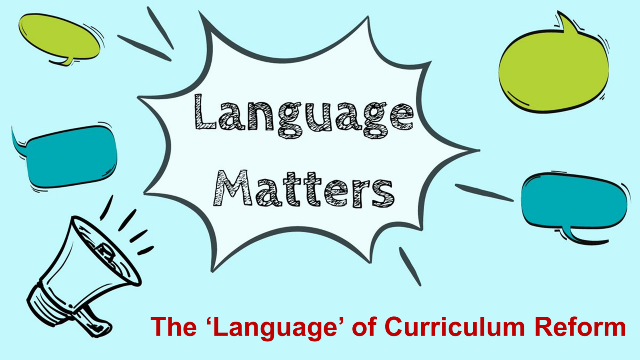 Language
Matters
The ‘Language’ of Curriculum Reform